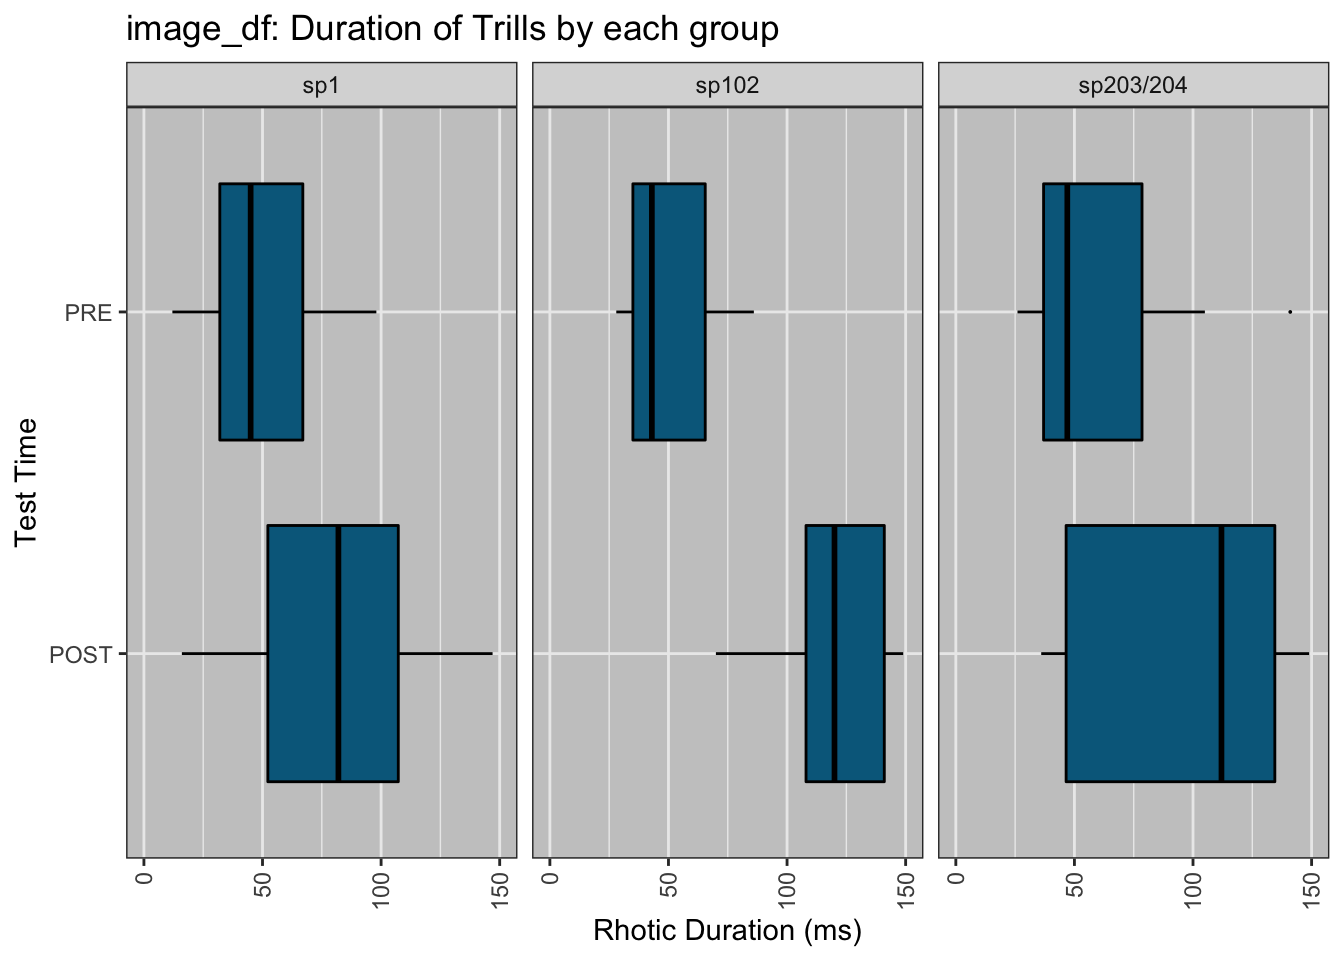 image_df: Duration of Trills by each group
sp1
sp102
sp203/204
PRE
POST
Test Time
0
50
100
150
0
50
100
150
0
50
100
150
Rhotic Duration (ms)